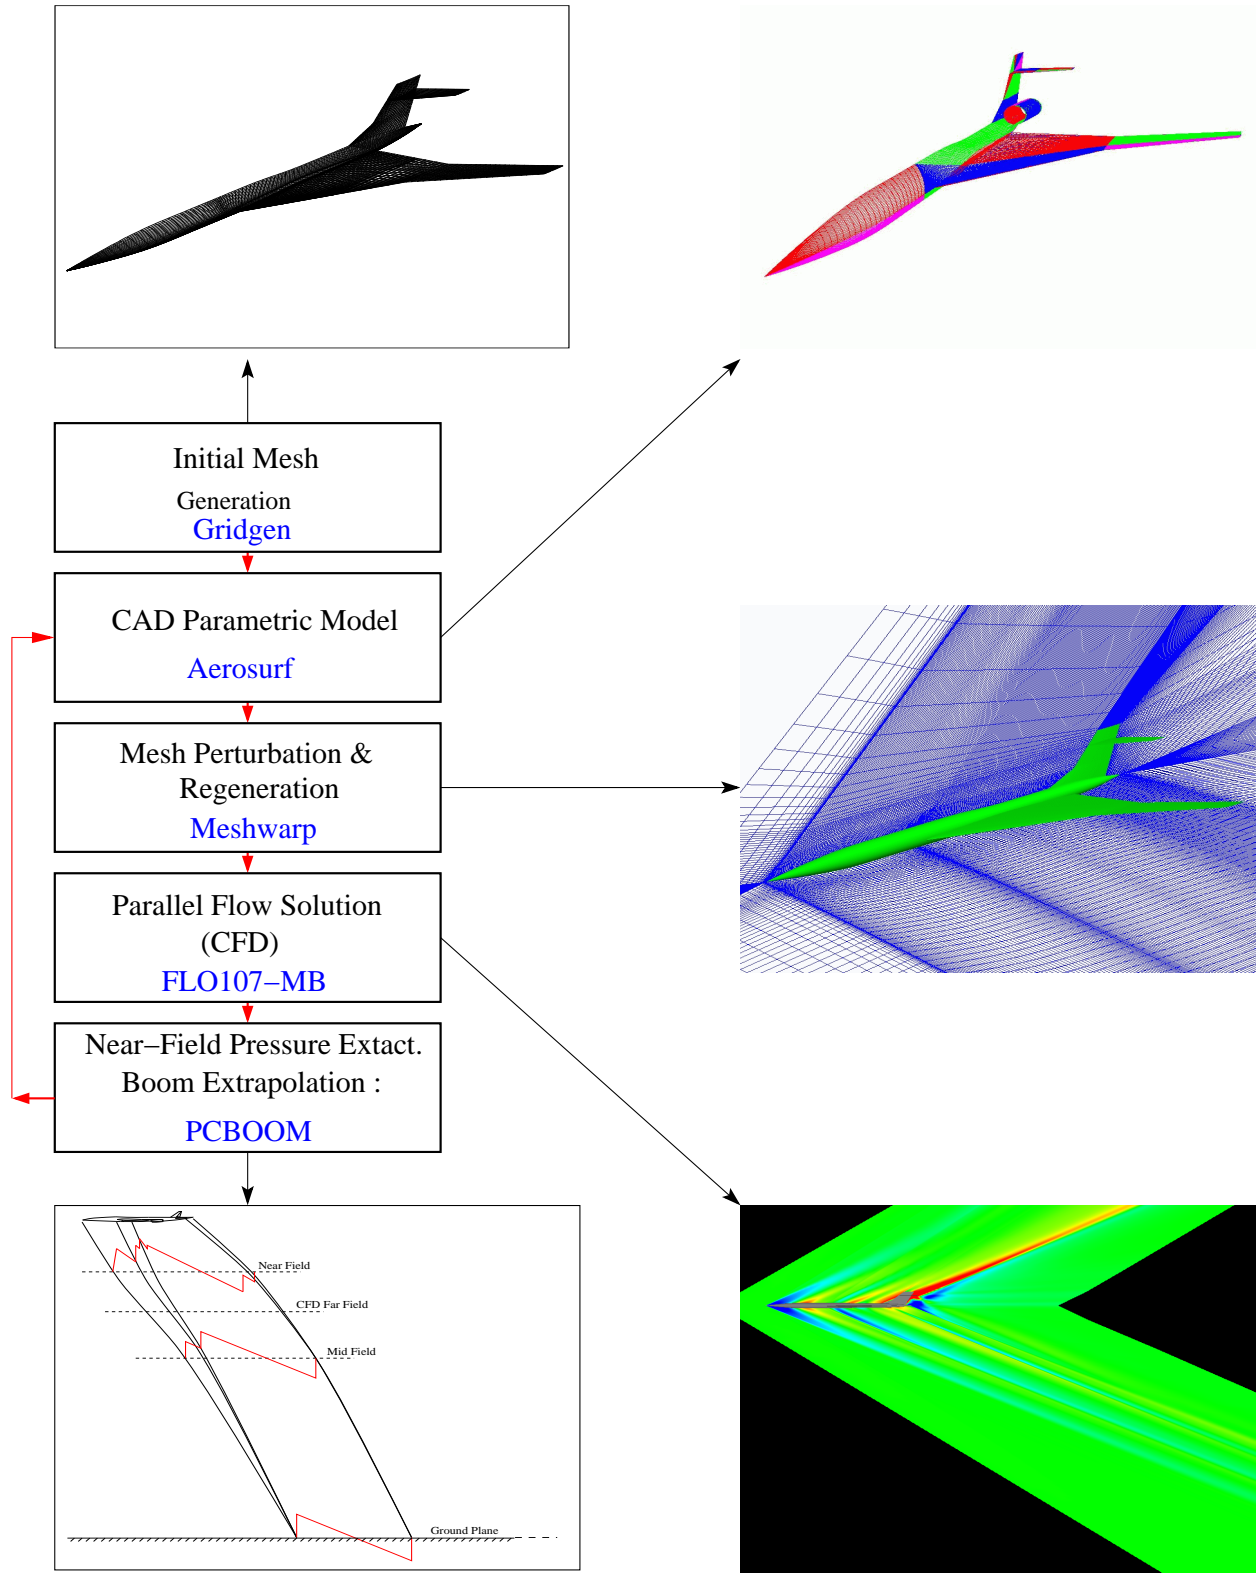 Initial Mesh
Generation
Gridgen
CAD Parametric Model
Aerosurf
Mesh Perturbation &
Regeneration
Meshwarp
Parallel Flow Solution
(CFD)
FLO107−MB
Near−Field Pressure Extact.
Boom Extrapolation :
PCBOOM
Near Field
CFD Far Field
Mid Field
Ground Plane